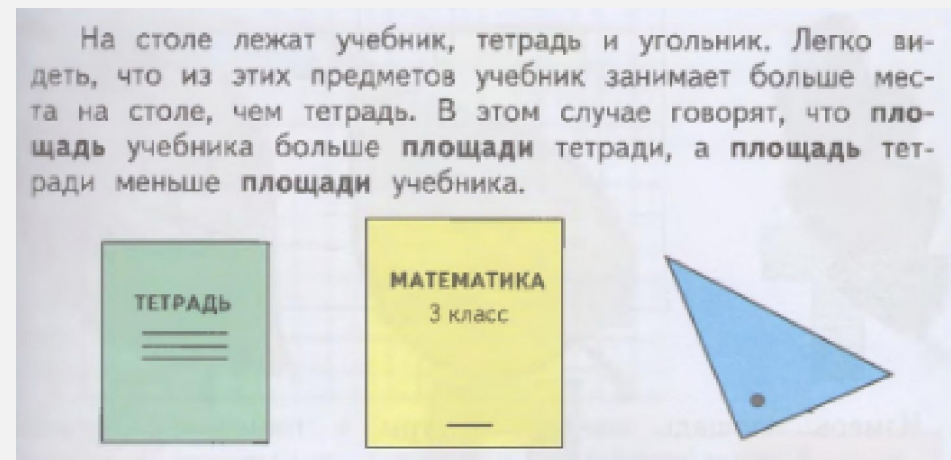 На столе лежат учебник, тетрадь и угольник. Легко ви-
деть, что из этих предметов учебник занимает больше мес-
та на столе, чем тетрадь. В этом случае говорят, что пло-
щадь учебника больше площади тетради, а площадь тет-
ради меньше площади учебника.
ТЕТРАДЬ
МАТЕМАТИКА
3 класс